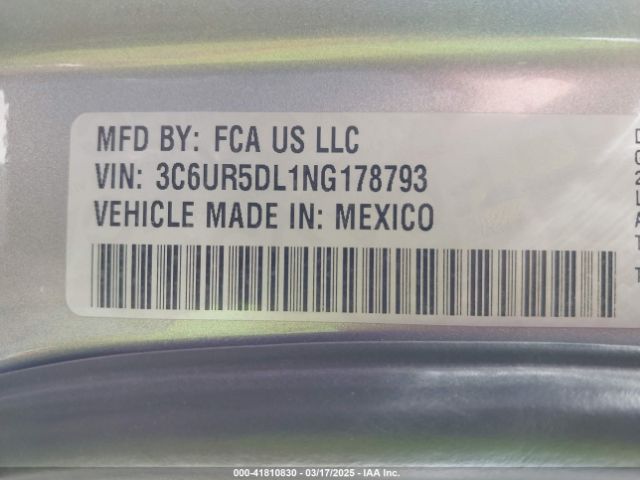 MFD BY: FCA US LLC
VIN: 3C6UR5DL1NG178793
VEHICLE MADE IN: MEXICO
000-41810830 - 03/17/2025 - IAA Inc.